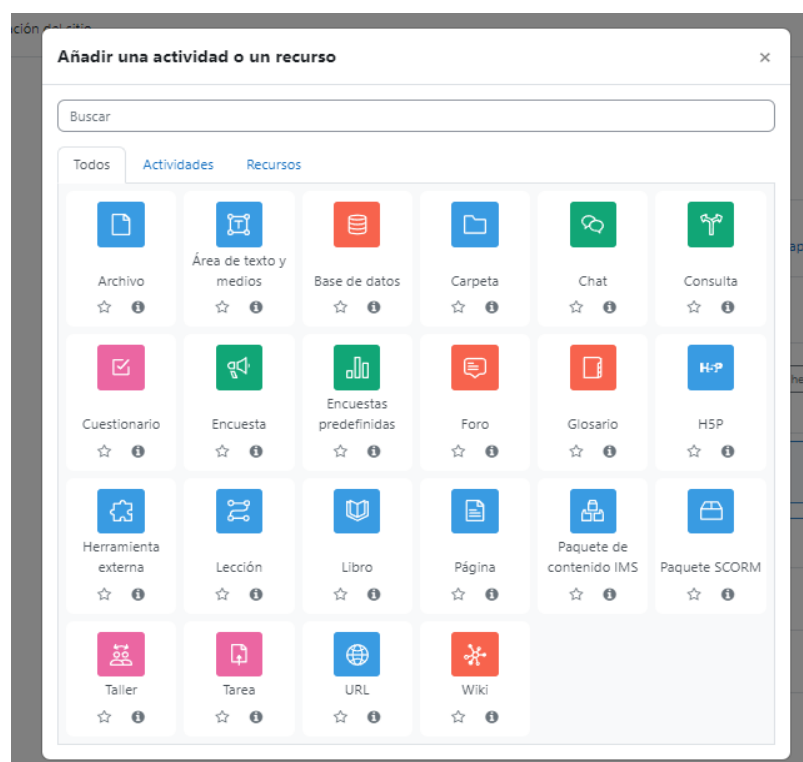 ción del sitio
Añadir una actividad o un recurso ×
Buscar
Todos Actividades Recursos
Archivo
Área de texto y
medios
Base de datos
Carpeta
Chat
Consulta
Cuestionario
Encuesta
Encuestas
predefinidas
Foro
Glosario
H5P
H5P
Herramienta
externa
Lección
Libro
Página
Paquete de
contenido IMS
Paquete SCORM
Taller
Tarea
URL
Wiki